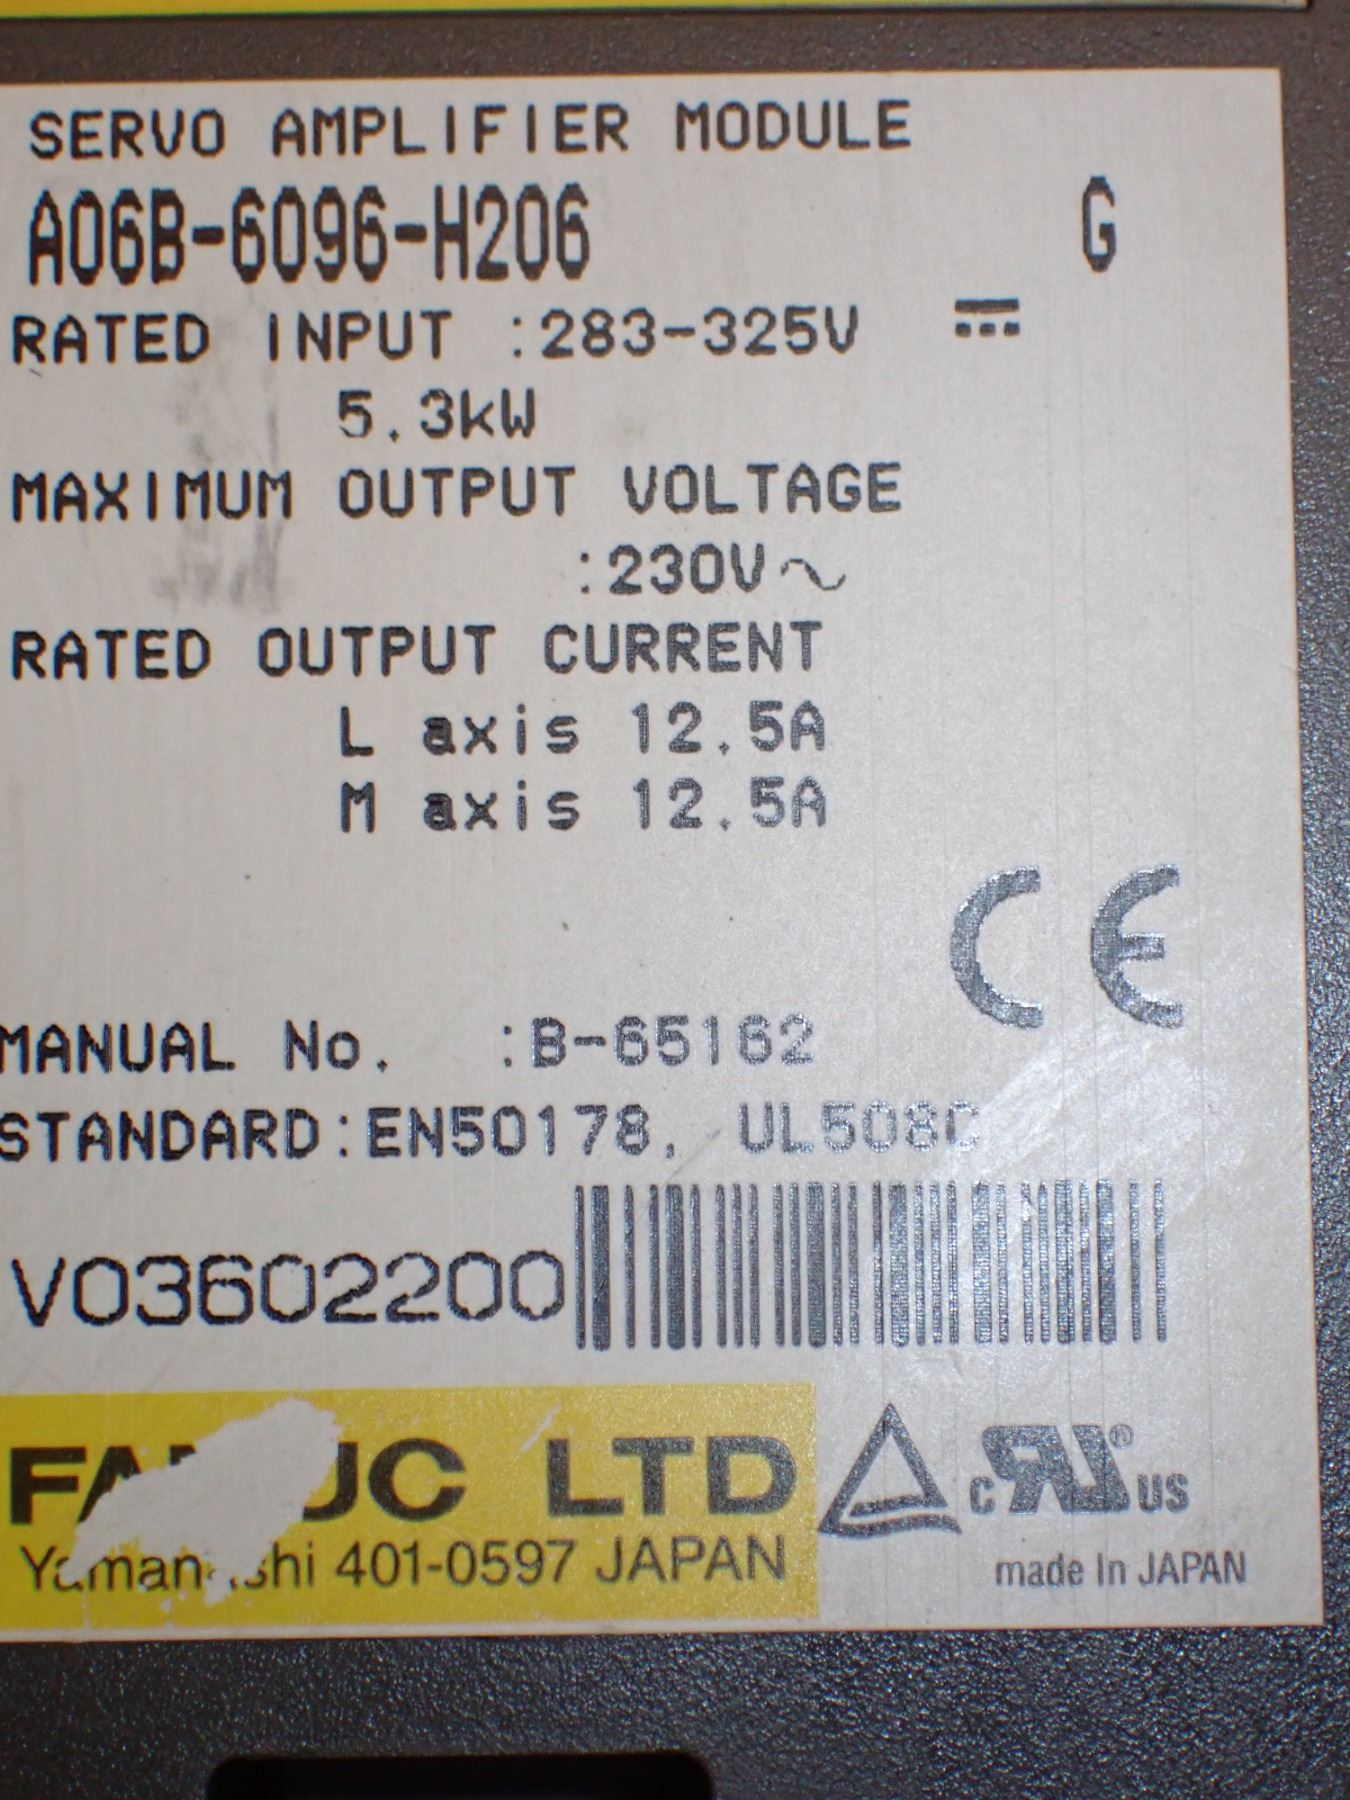 SERVO AMPLIFIER MODULE
A06B-6096-H206 G
RATED INPUT :283-325V ⎓
5.3kW
MAXIMUM OUTPUT VOLTAGE
:230V~
RATED OUTPUT CURRENT
L axis 12.5A
M axis 12.5A
CE
MANUAL No. :B-65162
STANDARD:EN50178, UL508C
V03602200
LTD
401-0597 JAPAN
c RU ® US
made in JAPAN